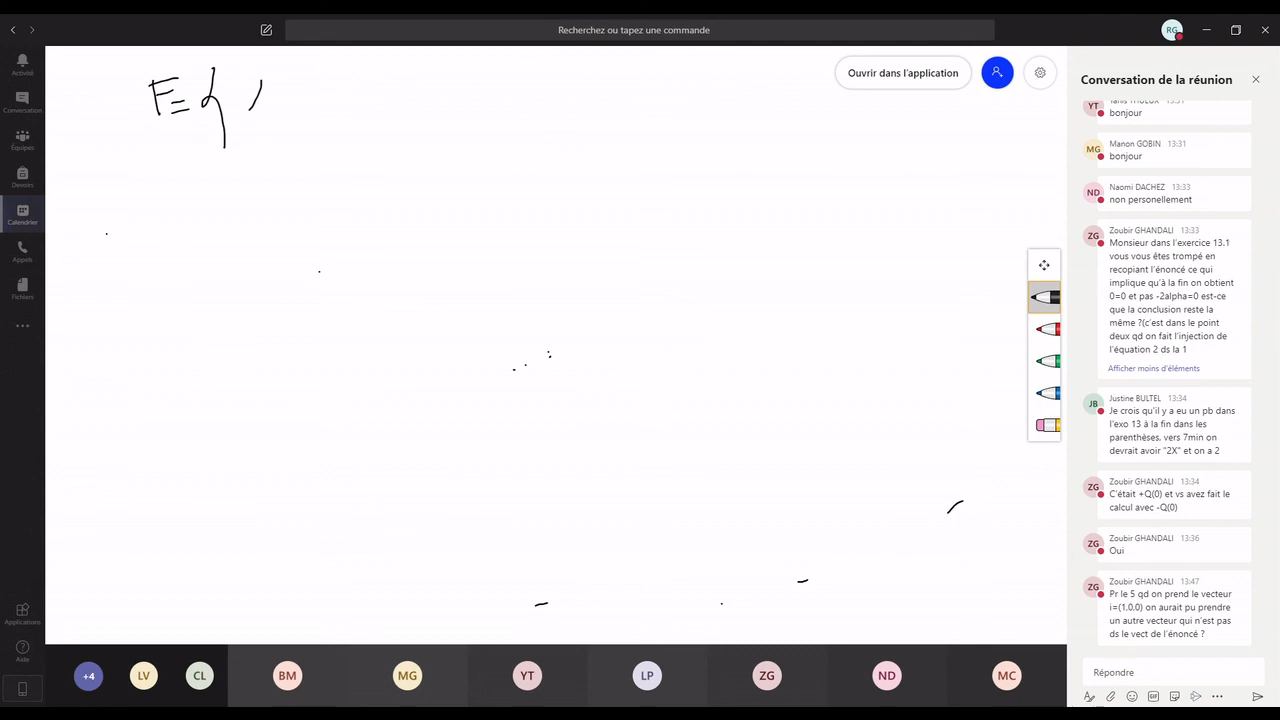 Recherchez ou tapez une commande
RG
Activité
Conversation
Équipes
Devoirs
Calendrier
Appels
Fichiers
Applications
Aide
Ouvrir dans l'application
Conversation de la réunion
YT
bonjour
MG
Manon GOBIN 13:31
bonjour
ND
Naomi DACHEZ 13:33
non personellement
ZG
Zoubir GHANDALI 13:33
Monsieur dans l'exercice 13.1
vous vous êtes trompé en
recopiant l'énoncé ce qui
implique qu'à la fin on obtient
0=0 et pas -2alpha=0 est-ce
que la conclusion reste la
même ?(c'est dans le point
deux qd on fait l'injection de
l'équation 2 ds la 1
Afficher moins d'éléments
JB
Justine BULTEL 13:34
Je crois qu'il y a eu un pb dans
l'exo 13 à la fin dans les
parenthèses, vers 7min on
devrait avoir "2X" et on a 2
ZG
Zoubir GHANDALI 13:34
C'était +Q(0) et vs avez fait le
calcul avec -Q(0)
ZG
Zoubir GHANDALI 13:36
Oui
ZG
Zoubir GHANDALI 13:47
Pr le 5 qd on prend le vecteur
i=(1.0.0) on aurait pu prendre
un autre vecteur qui n'est pas
ds le vect de l'énoncé ?
Répondre
GIF
+4
LV
CL
BM
MG
YT
LP
ZG
ND
MC